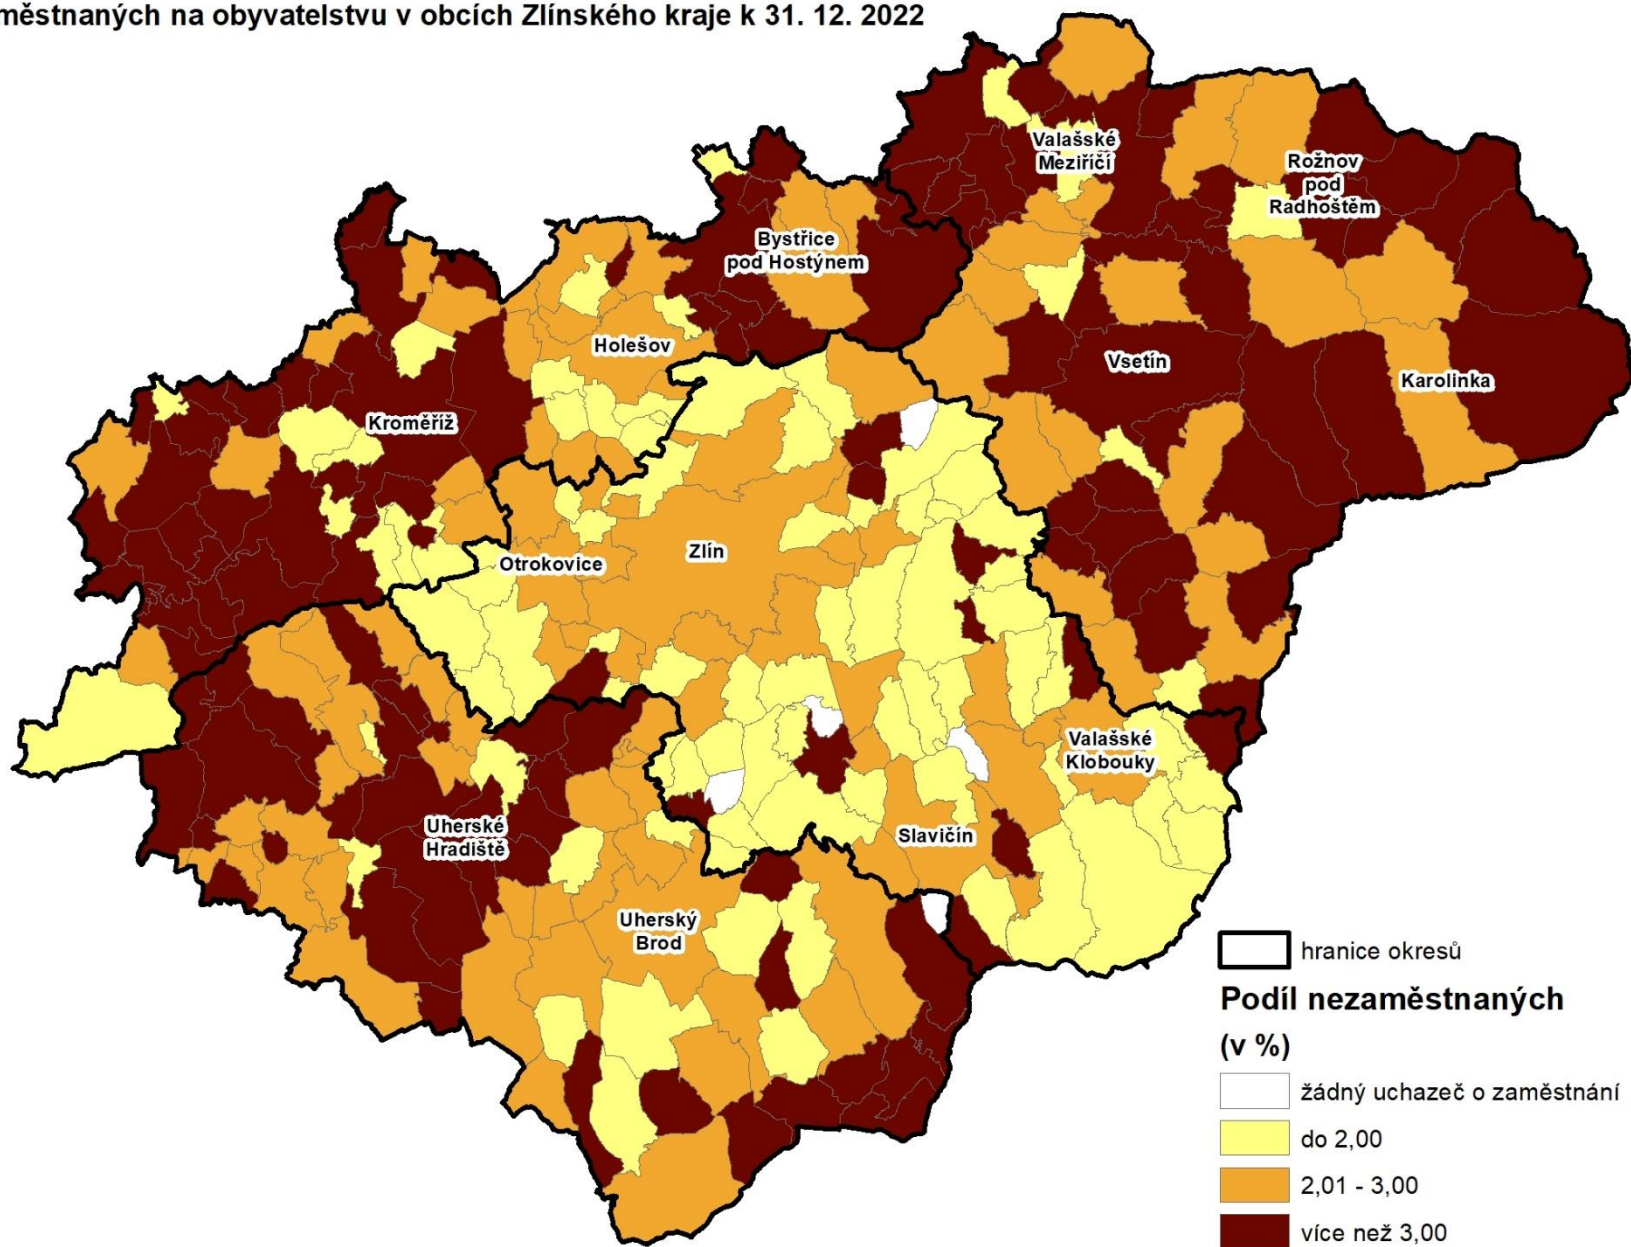 městnaných na obyvatelstvu v obcích Zlínského kraje k 31. 12. 2022
Valašské
Meziříčí
Rožnov
pod
Radhoštěm
Bystřice
pod Hostýnem
Holešov
Vsetín
Karolinka
Kroměříž
Otrokovice
Zlín
Valašské
Klobouky
Uherské
Hradiště
Slavičín
Uherský
Brod
hranice okresů
Podíl nezaměstnaných
(v %)
žádný uchazeč o zaměstnání
do 2,00
2,01 - 3,00
více než 3,00